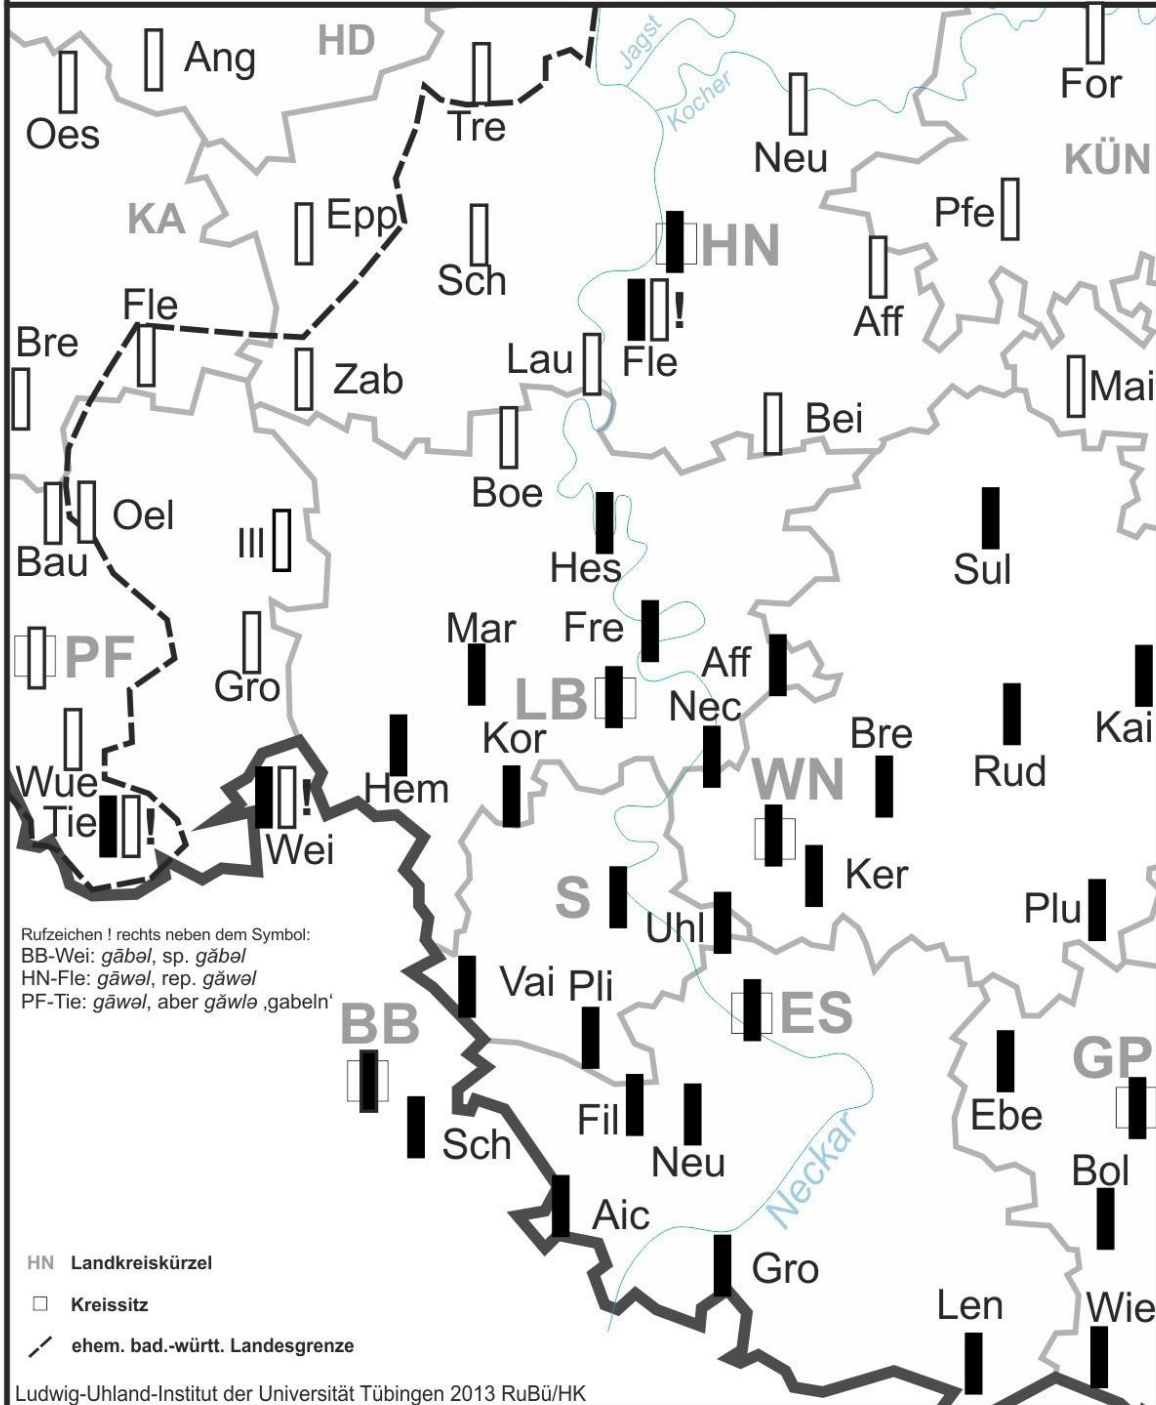 HD
Ang
Oes
Tre
Jagst
Kocher
For
Neu
KÜN
KA
Epp
Sch
HN
Pfe
Aff
Fle
Bre
Zab
Lau
Fle !
Mai
Bei
Boe
Oel
Bau
Ill
Hes
Sul
Mar
Fre
Aff
PF
Gro
LB
Nec
Kor
Bre
Kai
Rud
Wue
Hem
WN
Tie !
Wei !
Ker
S
Uhl
Plu
Rufzeichen ! rechts neben dem Symbol:
BB-Wei: gābəl, sp. găbəl
HN-Fle: gāwəl, rep. găwəl
PF-Tie: gāwəl, aber găwlə ‚gabeln‘
Vai
Pli
BB
ES
GP
Ebe
Fil
Sch
Neu
Neckar
Bol
Aic
Gro
HN Landkreiskürzel
Kreissitz
Len
Wie
ehem. bad.-württ. Landesgrenze
Ludwig-Uhland-Institut der Universität Tübingen 2013 RuBü/HK